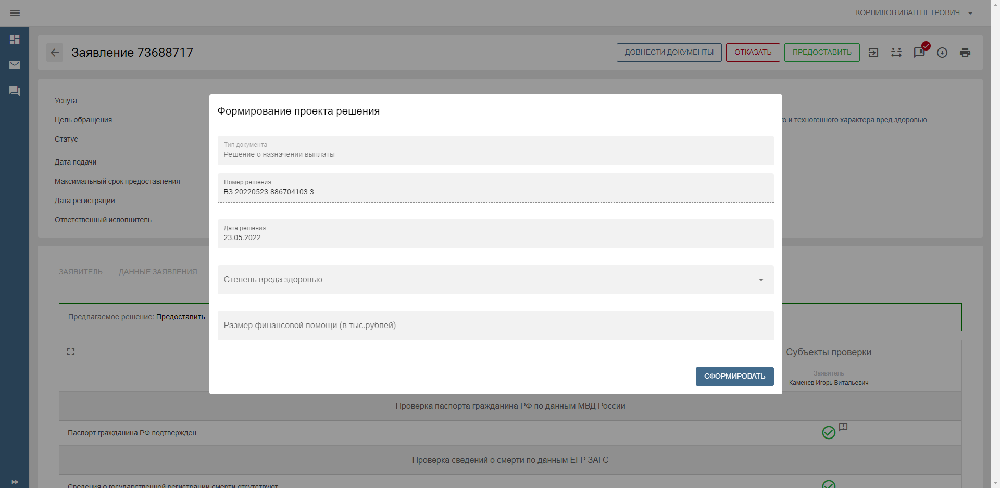 КОРНИЛОВ ИВАН ПЕТРОВИЧ
Заявление 73688717
ДОВНЕСТИ ДОКУМЕНТЫ
ОТКАЗАТЬ
ПРЕДОСТАВИТЬ
Услуга
Цель обращения
о и техногенного характера вред здоровью
Статус
Дата подачи
Максимальный срок предоставления
Дата регистрации
Ответственный исполнитель
Формирование проекта решения
Тип документа
Решение о назначении выплаты
Номер решения
ВЗ-20220523-886704103-3
Дата решения
23.05.2022
Степень вреда здоровью
Размер финансовой помощи (в тыс.рублей)
СФОРМИРОВАТЬ
ЗАЯВИТЕЛЬ
ДАННЫЕ ЗАЯВЛЕНИЯ
Предлагаемое решение: Предоставить
Субъекты проверки
Заявитель
Каменев Игорь Витальевич
Проверка паспорта гражданина РФ по данным МВД России
Паспорт гражданина РФ подтвержден
Проверка сведений о смерти по данным ЕГР ЗАГС
Сведения о государственной регистрации смерти отсутствуют